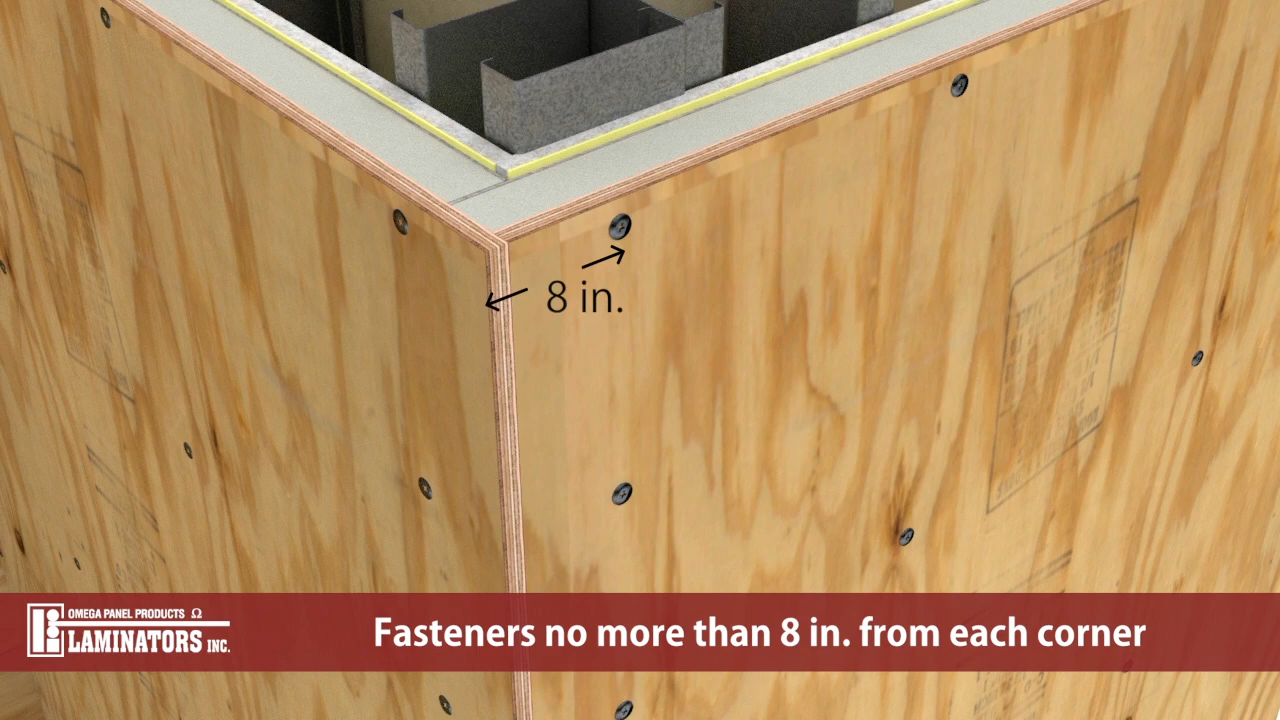 8 in.
OMEGA PANEL PRODUCTS Ω
LAMINATORS INC.
Fasteners no more than 8 in. from each corner